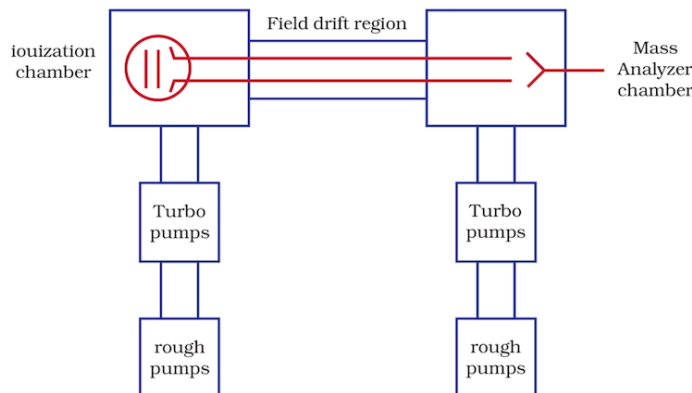 Field drift region
iouization
chamber
Mass
Analyzer
chamber
Turbo
pumps
Turbo
pumps
rough
pumps
rough
pumps